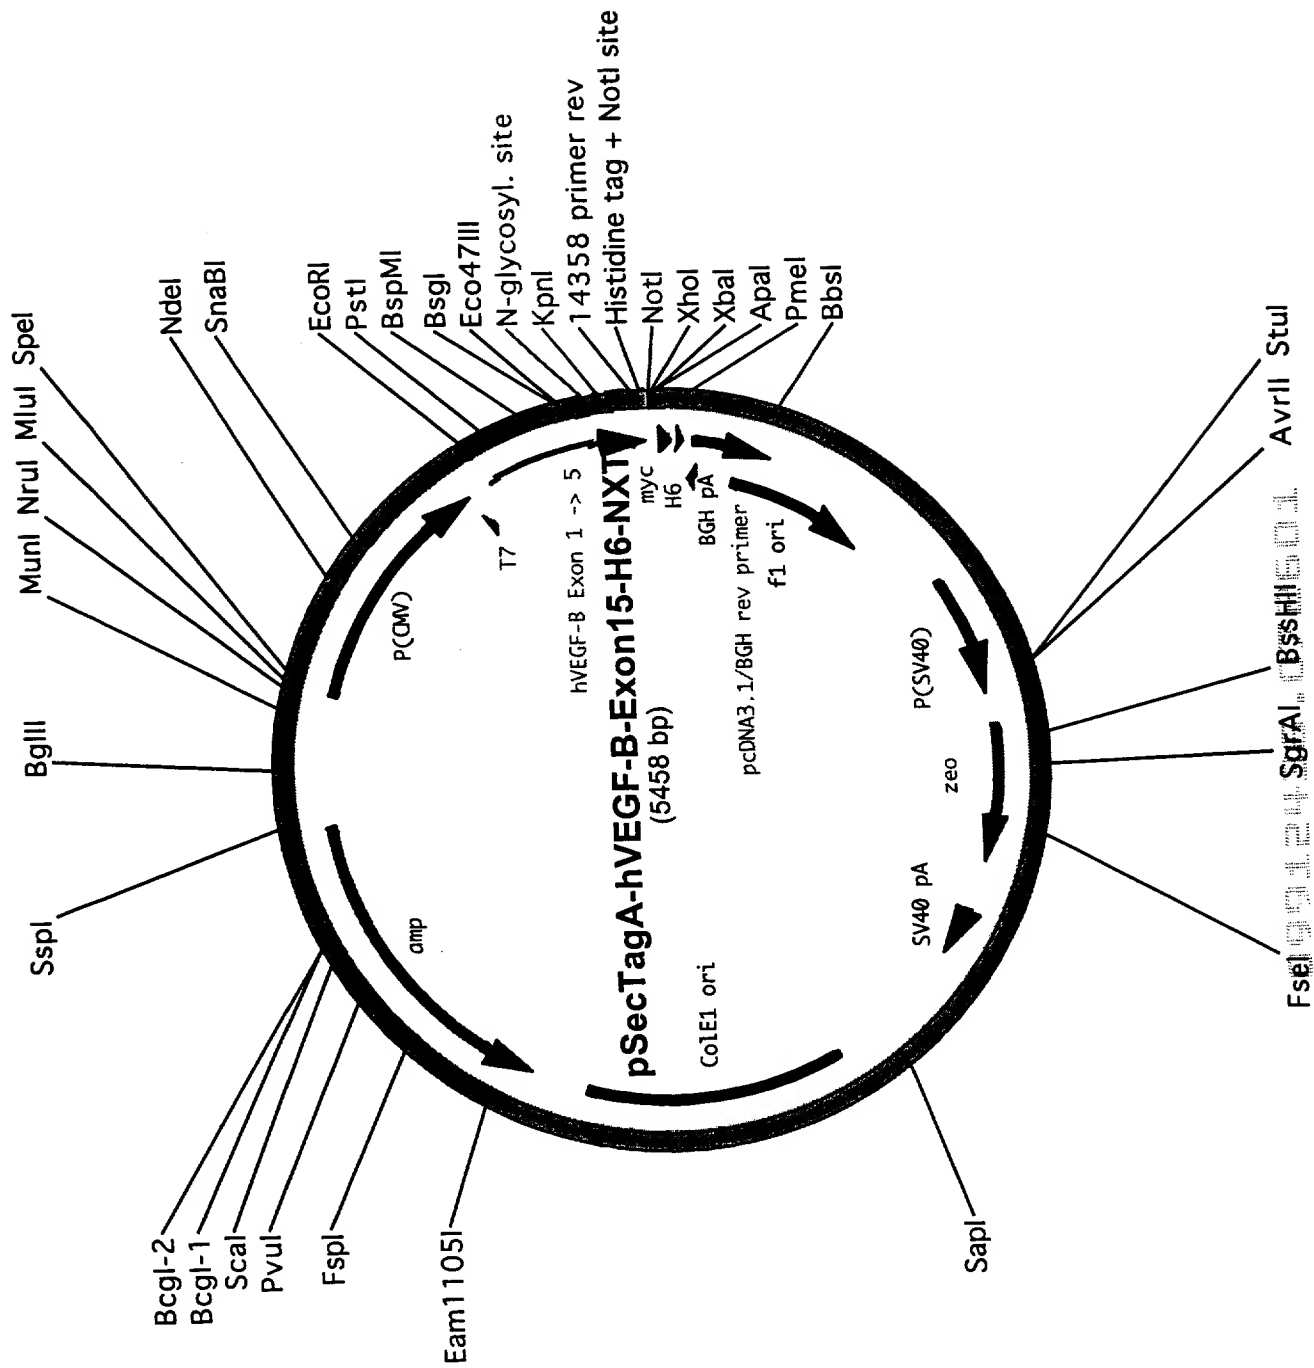 BglII
MunI
NruI
MluI
SpeI
NdeI
SnaBI
EcoRI
PstI
BspMI
BsgI
Eco47III
N-glycosyl. site
KpnI
14358 primer rev
Histidine tag + NotI site
NotI
XhoI
XbaI
ApaI
PmeI
BbsI
StuI
AvrII
BssHII
SgrAI
FseI
SapI
Eam1105I
FspI
PvuI
ScaI
BcgI-1
BcgI-2
SspI
P(CMV)
T7
hVEGF-B Exon 1 -> 5
myc
H6
BGH pA
pcDNA3.1/BGH rev primer
f1 ori
P(SV40)
zeo
SV40 pA
ColE1 ori
amp
pSecTagA-hVEGF-B-Exon15-H6-NXT
(5458 bp)